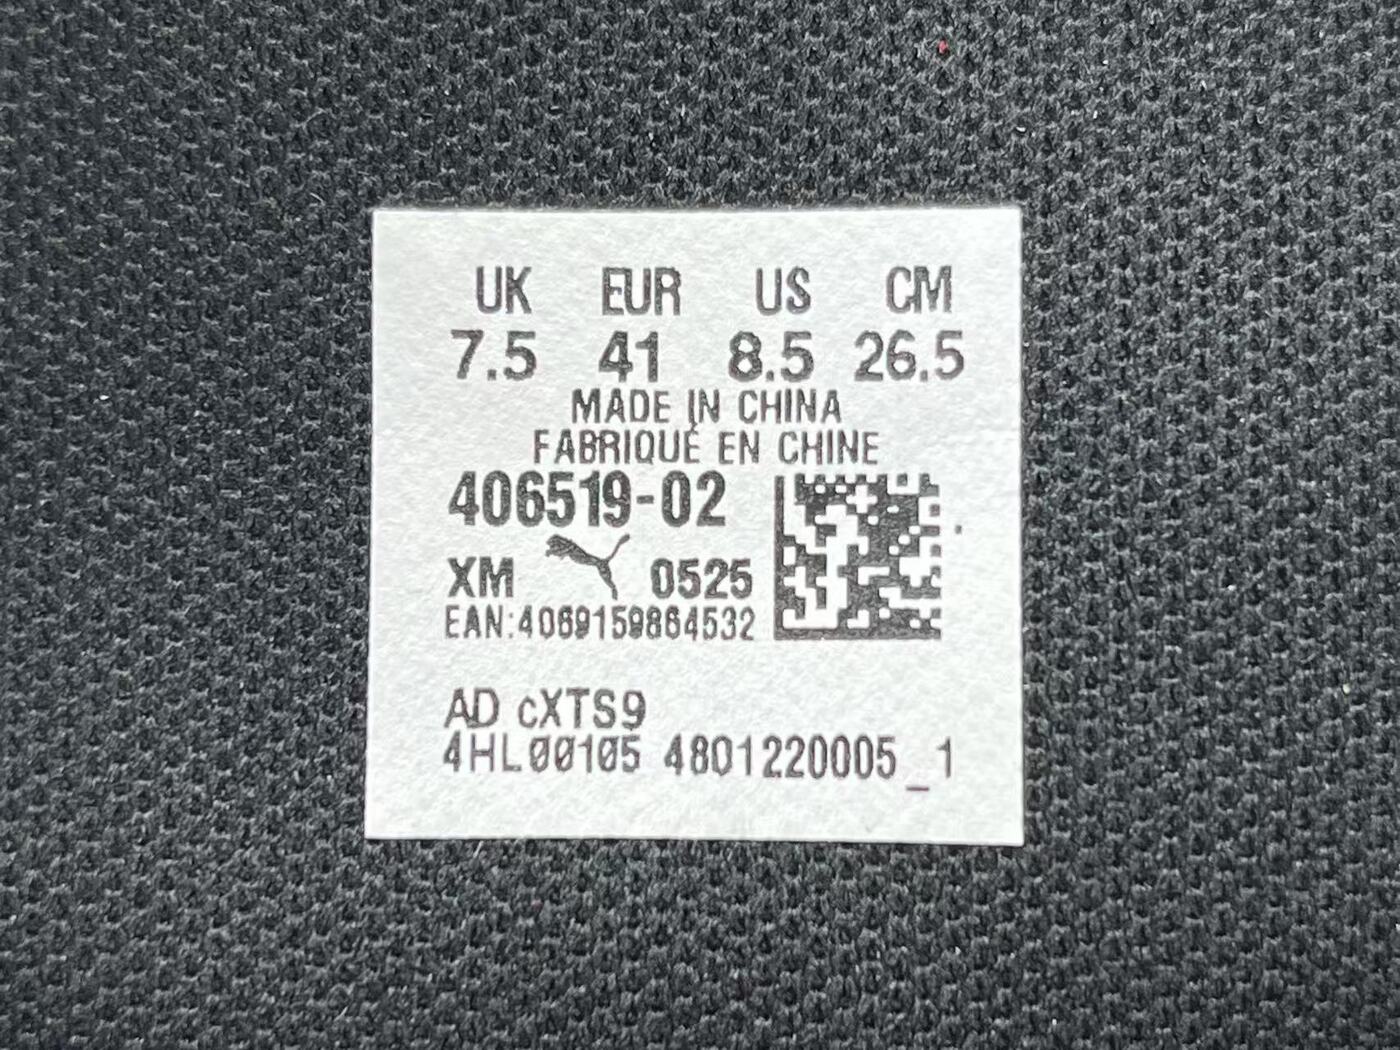 UK EUR US CM
7.5 41 8.5 26.5
MADE IN CHINA
FABRIQUÉ EN CHINE
406519-02
XM 0525
EAN:4069159864532
AD cXTS9
4HL00105 4801220005_1